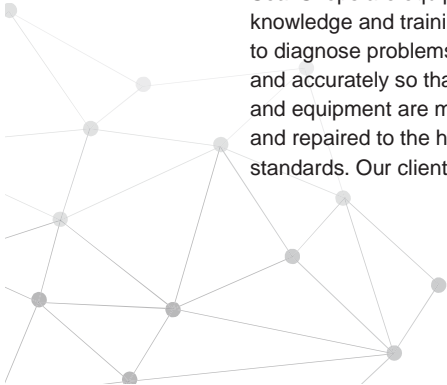 knowledge and traini
to diagnose problems
and accurately so tha
and equipment are m
and repaired to the h
standards. Our client